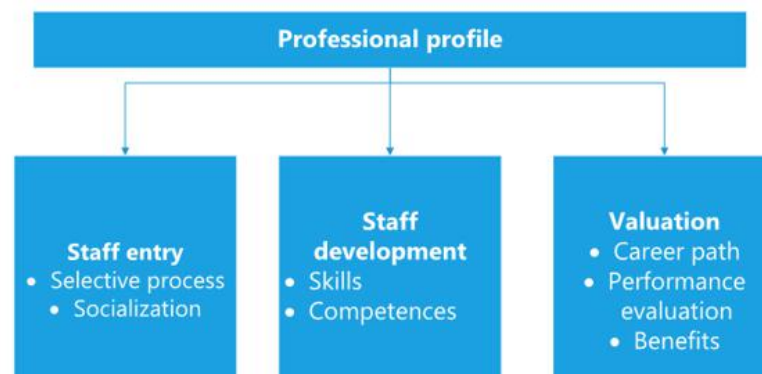 Professional profile
Staff entry
• Selective process
• Socialization
Staff
development
• Skills
• Competences
Valuation
• Career path
• Performance
evaluation
• Benefits